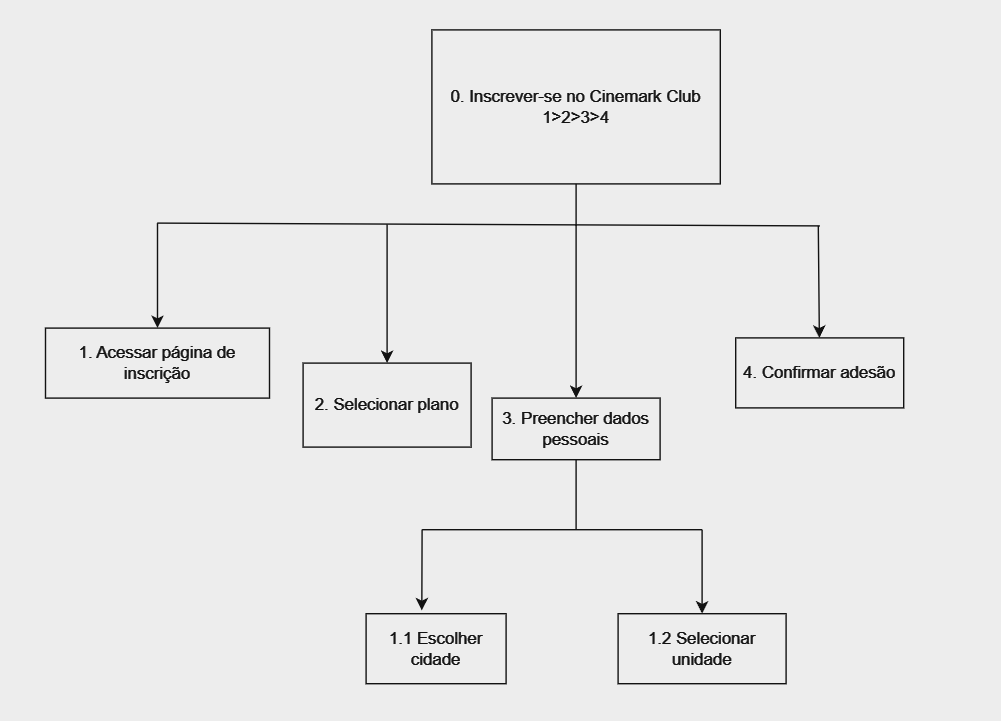 0. Inscrever-se no Cinemark Club
1>2>3>4
1. Acessar página de
inscrição
2. Selecionar plano
3. Preencher dados
pessoais
4. Confirmar adesão
1.1 Escolher
cidade
1.2 Selecionar
unidade